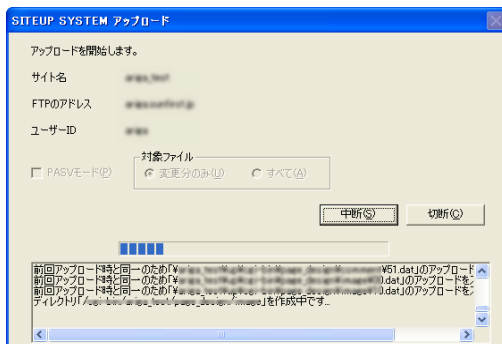 SITEUP SYSTEM アップロード
アップロードを開始します。
サイト名
FTPのアドレス
ユーザーID
PASVモード(P)
対象ファイル
変更分のみ(U)
すべて(A)
中断(S)
切断(C)
前回アップロード時と同一のため「¥ ¥51.dat」のアップロード
前回アップロード時と同一のため「¥ .dat」のアップロードを
前回アップロード時と同一のため「¥ .dat」のアップロードを
ディレクトリ「/ 」を作成中です...